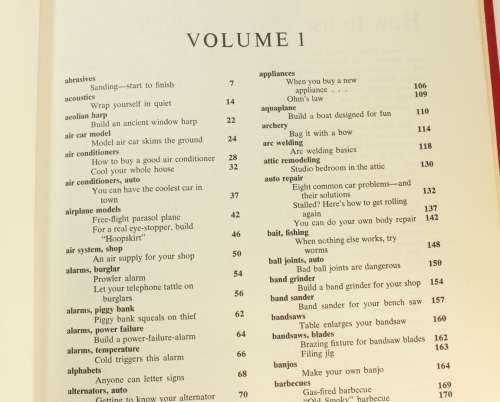 VOLUME 1
abrasives
Sanding—start to finish 7
acoustics
Wrap yourself in quiet 14
aeolian harp
Build an ancient window harp 22
air car model
Model air car skims the ground 24
air conditioners
How to buy a good air conditioner 28
Cool your whole house 32
air conditioners, auto
You can have the coolest car in
town 37
airplane models
Free-flight parasol plane 42
For a real eye-stopper, build
"Hoopskirt" 46
air system, shop
An air supply for your shop 50
alarms, burglar
Prowler alarm 54
Let your telephone tattle on
burglars 56
alarms, piggy bank
Piggy bank squeals on thief 62
alarms, power failure
Build a power-failure-alarm 64
alarms, temperature
Cold triggers this alarm 66
alphabets
Anyone can letter signs 68
alternators, auto
Getting to know your alternator 70
appliances
When you buy a new
appliance . . . 106
Ohm's law 109
aquaplane
Build a boat designed for fun 110
archery
Bag it with a bow 114
arc welding
Arc welding basics 118
attic remodeling
Studio bedroom in the attic 130
auto repair
Eight common car problems—and
their solutions 132
Stalled? Here's how to get rolling
again 137
You can do your own body repair 142
bait, fishing
When nothing else works, try
worms 148
ball joints, auto
Bad ball joints are dangerous 150
band grinder
Build a band grinder for your shop 154
band sander
Band sander for your bench saw 157
bandsaws
Table enlarges your bandsaw 160
bandsaws, blades
Brazing fixture for bandsaw blades 162
Filing jig 163
banjos
Make your own banjo 164
barbecues
Gas-fired barbecue 169
"Old Smoky" barbecue 170